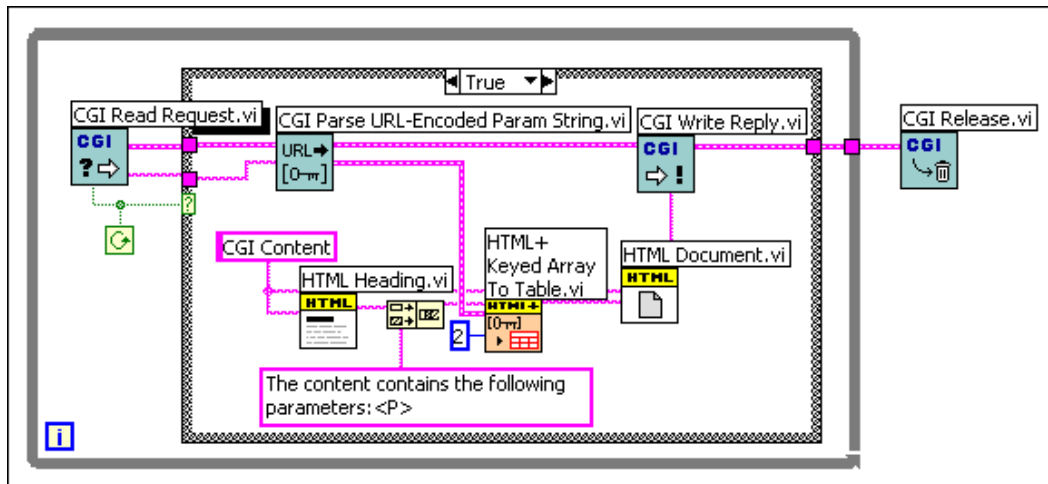 True
CGI Read Request.vi
CGI
?
CGI Parse URL-Encoded Param String.vi
URL
[O-
]
CGI Write Reply.vi
CGI
!
CGI Release.vi
CGI
?
CGI Content
HTML Heading.vi
HTML
HTML+
Keyed Array
To Table.vi
HTML+
[O-
]
2
HTML Document.vi
HTML
The content contains the following
parameters:<P>
i